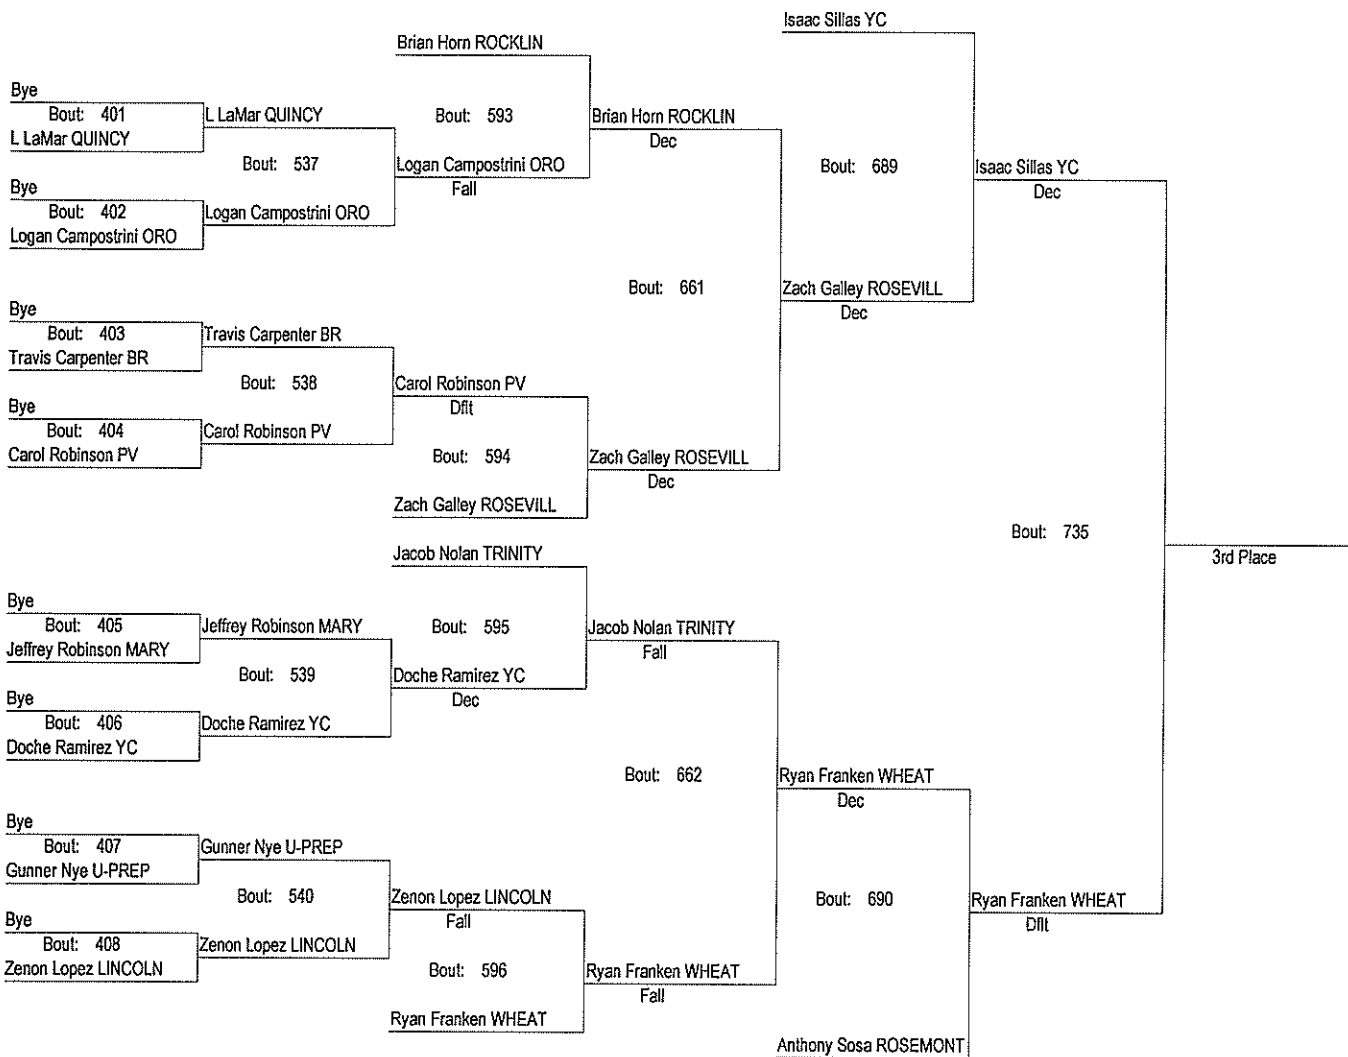 Isaac Sillas YC
Brian Horn ROCKLIN
Bye
Bout: 401
L LaMar QUINCY
L LaMar QUINCY
Bout: 593
Brian Horn ROCKLIN
Dec
Bout: 537
Logan Campostrini ORO
Fall
Bout: 689
Isaac Sillas YC
Dec
Bye
Bout: 402
Logan Campostrini ORO
Logan Campostrini ORO
Bout: 661
Zach Galley ROSEVILL
Dec
Bye
Bout: 403
Travis Carpenter BR
Travis Carpenter BR
Bout: 538
Carol Robinson PV
Dflt
Bye
Bout: 404
Carol Robinson PV
Carol Robinson PV
Bout: 594
Zach Galley ROSEVILL
Dec
Zach Galley ROSEVILL
Bout: 735
3rd Place
Jacob Nolan TRINITY
Bye
Bout: 405
Jeffrey Robinson MARY
Jeffrey Robinson MARY
Bout: 595
Jacob Nolan TRINITY
Fall
Bout: 539
Doche Ramirez YC
Dec
Bye
Bout: 406
Doche Ramirez YC
Doche Ramirez YC
Bout: 662
Ryan Franken WHEAT
Dec
Bye
Bout: 407
Gunner Nye U-PREP
Gunner Nye U-PREP
Bout: 540
Zenon Lopez LINCOLN
Fall
Bout: 690
Ryan Franken WHEAT
Dflt
Bye
Bout: 408
Zenon Lopez LINCOLN
Zenon Lopez LINCOLN
Bout: 596
Ryan Franken WHEAT
Fall
Ryan Franken WHEAT
Anthony Sosa ROSEMONT